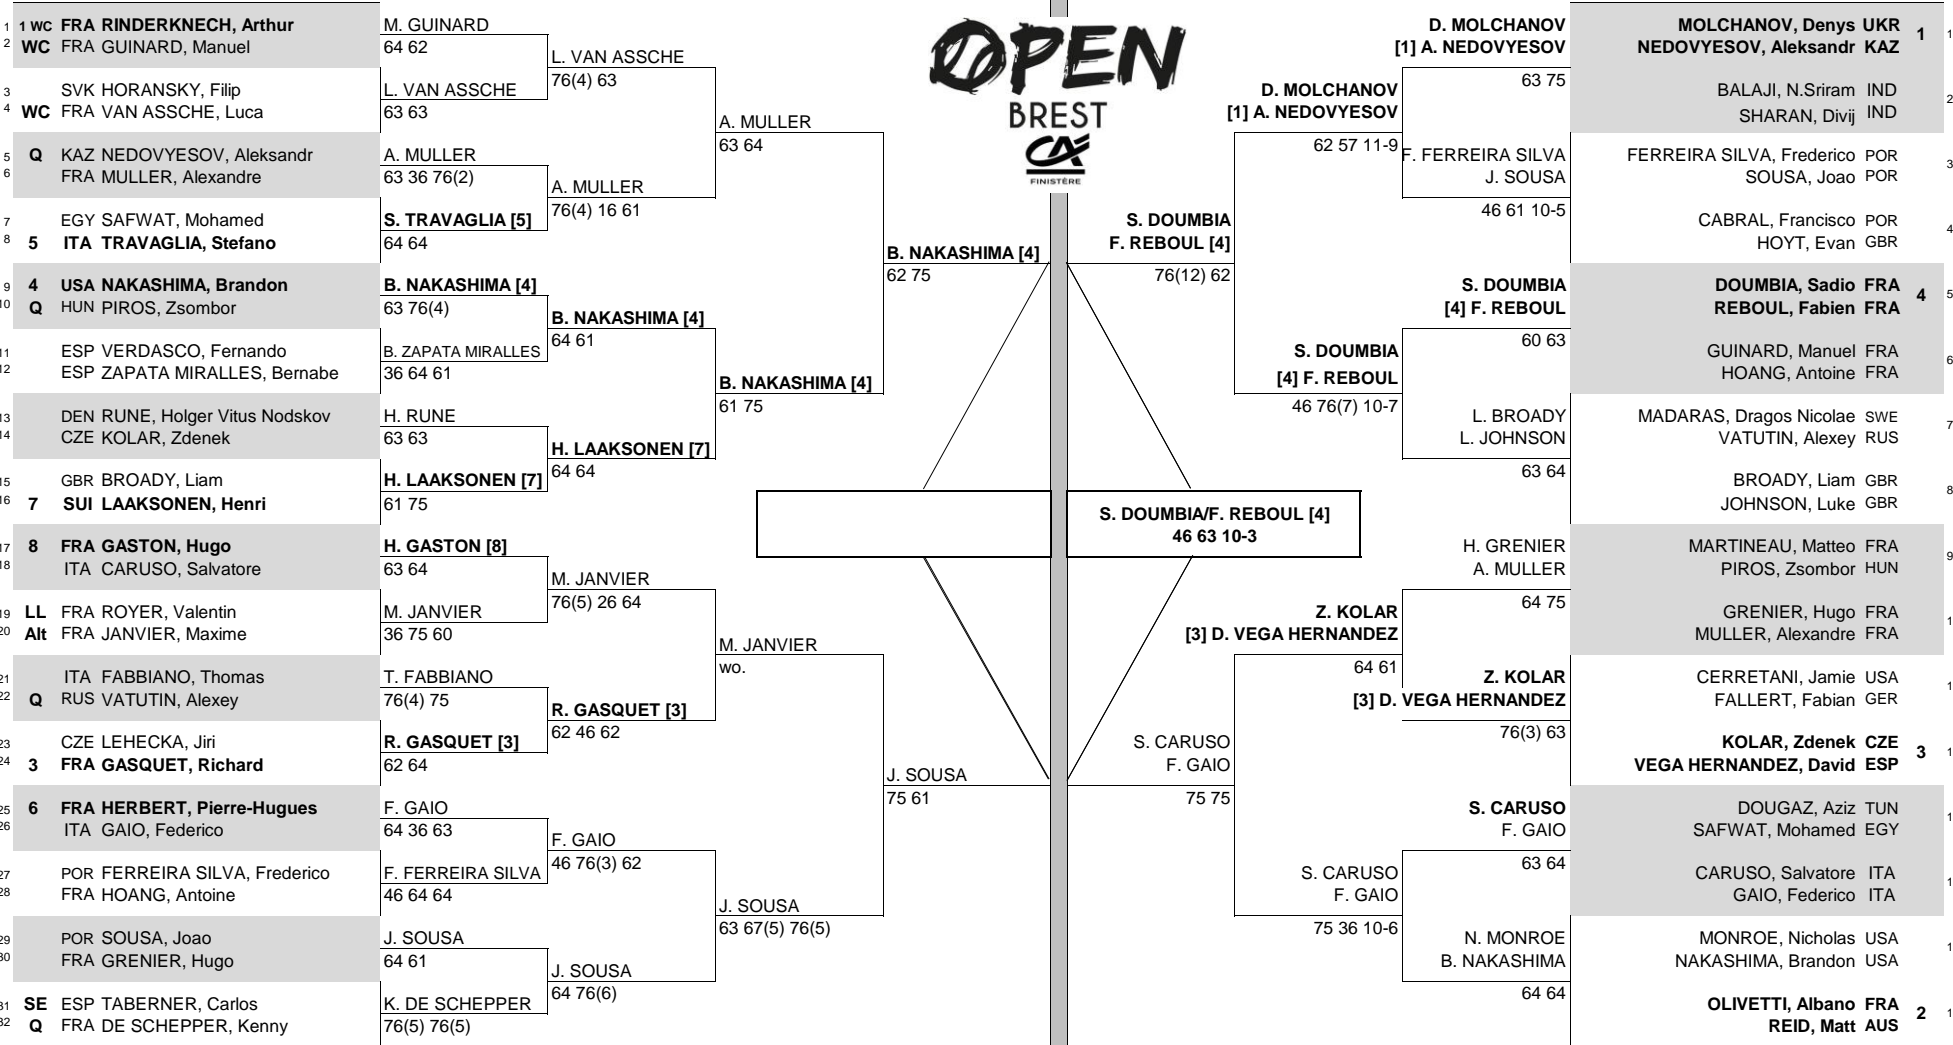 1 1 WC FRA RINDERKNECH, Arthur
2 WC FRA GUINARD, Manuel
3 SVK HORANSKY, Filip
4 WC FRA VAN ASSCHE, Luca
5 Q KAZ NEDOVYESOV, Aleksandr
6 FRA MULLER, Alexandre
7 EGY SAFWAT, Mohamed
8 5 ITA TRAVAGLIA, Stefano
9 4 USA NAKASHIMA, Brandon
10 Q HUN PIROS, Zsombor
11 ESP VERDASCO, Fernando
12 ESP ZAPATA MIRALLES, Bernabe
13 DEN RUNE, Holger Vitus Nodskov
14 CZE KOLAR, Zdenek
15 GBR BROADY, Liam
16 7 SUI LAAKSONEN, Henri
17 8 FRA GASTON, Hugo
18 ITA CARUSO, Salvatore
19 LL FRA ROYER, Valentin
20 Alt FRA JANVIER, Maxime
21 ITA FABBIANO, Thomas
22 Q RUS VATUTIN, Alexey
23 CZE LEHECKA, Jiri
24 3 FRA GASQUET, Richard
25 6 FRA HERBERT, Pierre-Hugues
26 ITA GAIO, Federico
27 POR FERREIRA SILVA, Frederico
28 FRA HOANG, Antoine
29 POR SOUSA, Joao
30 FRA GRENIER, Hugo
31 SE ESP TABERNER, Carlos
32 Q FRA DE SCHEPPER, Kenny
M. GUINARD
64 62
L. VAN ASSCHE
63 63
A. MULLER
63 36 76(2)
S. TRAVAGLIA [5]
64 64
B. NAKASHIMA [4]
63 76(4)
B. ZAPATA MIRALLES
36 64 61
H. RUNE
63 63
H. LAAKSONEN [7]
61 75
H. GASTON [8]
63 64
M. JANVIER
36 75 60
T. FABBIANO
76(4) 75
R. GASQUET [3]
62 64
F. GAIO
64 36 63
F. FERREIRA SILVA
46 64 64
J. SOUSA
64 61
K. DE SCHEPPER
76(5) 76(5)
L. VAN ASSCHE
76(4) 63
A. MULLER
76(4) 16 61
B. NAKASHIMA [4]
64 61
H. LAAKSONEN [7]
64 64
M. JANVIER
76(5) 26 64
R. GASQUET [3]
62 46 62
F. GAIO
46 76(3) 62
J. SOUSA
64 76(6)
A. MULLER
63 64
B. NAKASHIMA [4]
61 75
M. JANVIER
wo.
J. SOUSA
63 67(5) 76(5)
B. NAKASHIMA [4]
62 75
J. SOUSA
75 61
OPEN
BREST
CA
FINISTÈRE
S. DOUMBIA/F. REBOUL [4]
46 63 10-3
S. DOUMBIA
F. REBOUL [4]
76(12) 62
S. CARUSO
F. GAIO
75 75
D. MOLCHANOV
[1] A. NEDOVYESOV
62 57 11-9
S. DOUMBIA
[4] F. REBOUL
46 76(7) 10-7
Z. KOLAR
[3] D. VEGA HERNANDEZ
64 61
S. CARUSO
F. GAIO
75 36 10-6
D. MOLCHANOV
[1] A. NEDOVYESOV
63 75
F. FERREIRA SILVA
J. SOUSA
46 61 10-5
S. DOUMBIA
[4] F. REBOUL
60 63
L. BROADY
L. JOHNSON
63 64
H. GRENIER
A. MULLER
64 75
Z. KOLAR
[3] D. VEGA HERNANDEZ
76(3) 63
S. CARUSO
F. GAIO
63 64
N. MONROE
B. NAKASHIMA
64 64
MOLCHANOV, Denys UKR 1 1
NEDOVYESOV, Aleksandr KAZ
BALAJI, N.Sriram IND 2
SHARAN, Divij IND
FERREIRA SILVA, Frederico POR 3
SOUSA, Joao POR
CABRAL, Francisco POR 4
HOYT, Evan GBR
DOUMBIA, Sadio FRA 4 5
REBOUL, Fabien FRA
GUINARD, Manuel FRA 6
HOANG, Antoine FRA
MADARAS, Dragos Nicolae SWE 7
VATUTIN, Alexey RUS
BROADY, Liam GBR 8
JOHNSON, Luke GBR
MARTINEAU, Matteo FRA 9
PIROS, Zsombor HUN
GRENIER, Hugo FRA 1
MULLER, Alexandre FRA
CERRETANI, Jamie USA 1
FALLERT, Fabian GER
KOLAR, Zdenek CZE 3 1
VEGA HERNANDEZ, David ESP
DOUGAZ, Aziz TUN 1
SAFWAT, Mohamed EGY
CARUSO, Salvatore ITA 1
GAIO, Federico ITA
MONROE, Nicholas USA 1
NAKASHIMA, Brandon USA
OLIVETTI, Albano FRA 2 1
REID, Matt AUS